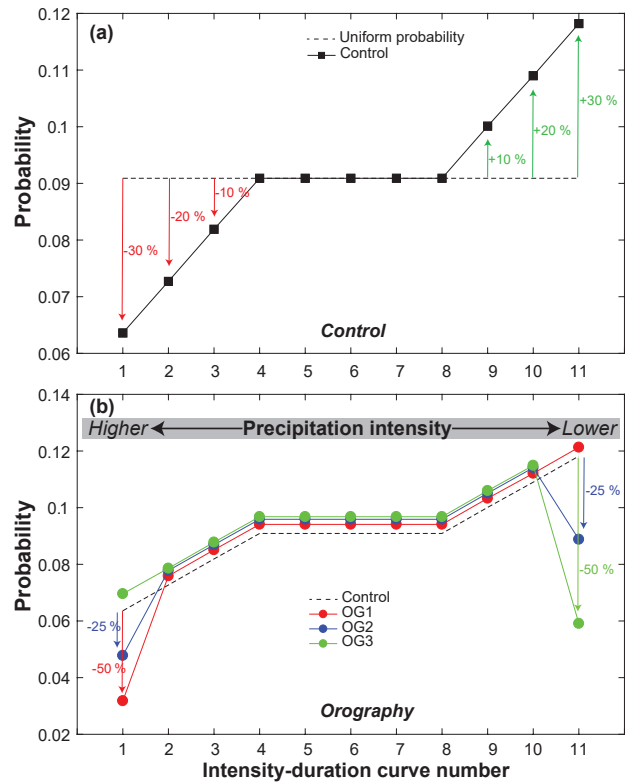 (a)
Uniform probability
Control
Probability
0.12
0.11
0.1
0.09
0.08
0.07
0.06
+30 %
+20 %
+10 %
-10 %
-20 %
-30 %
Control
1 2 3 4 5 6 7 8 9 10 11
(b)
Higher Precipitation intensity Lower
Probability
0.14
0.12
0.1
0.08
0.06
0.04
0.02
-25 %
-50 %
-25 %
-50 %
Control
OG1
OG2
OG3
Orography
1 2 3 4 5 6 7 8 9 10 11
Intensity-duration curve number